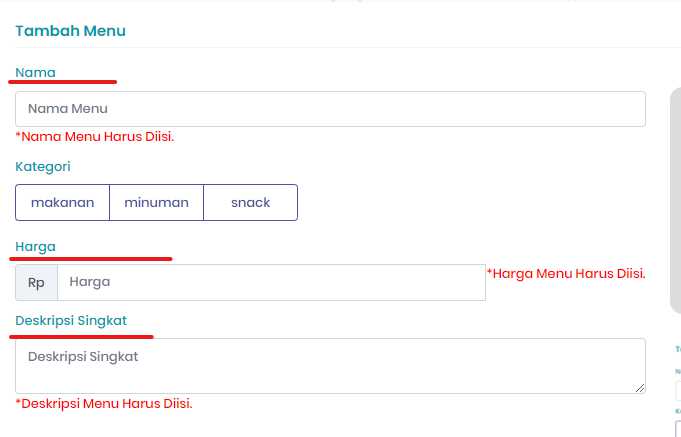 Tambah Menu
Nama
Nama Menu
*Nama Menu Harus Diisi.
Kategori
makanan minuman snack
Harga
Rp Harga *Harga Menu Harus Diisi.
Deskripsi Singkat
Deskripsi Singkat
*Deskripsi Menu Harus Diisi.